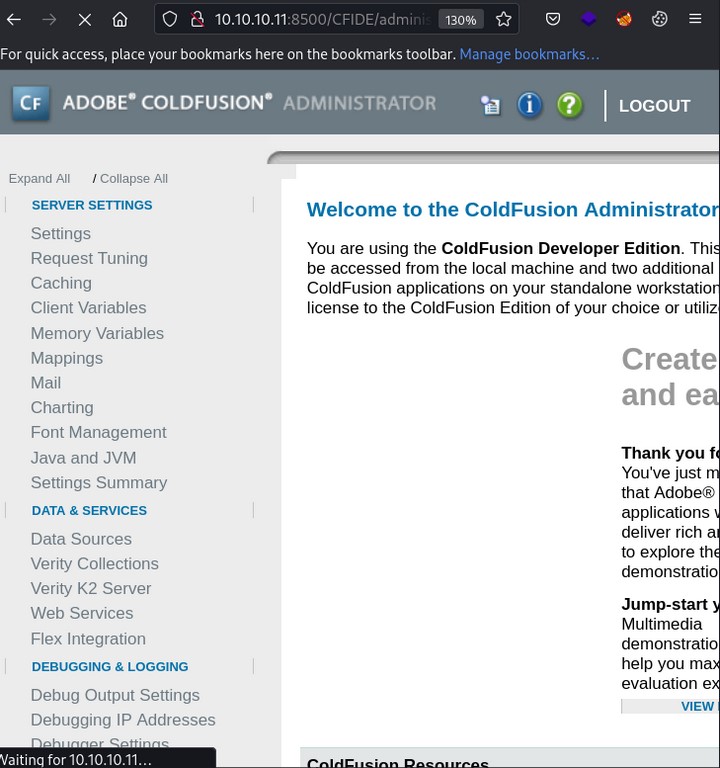 10.10.10.11:8500/CFIDE/adminis
130%
For quick access, place your bookmarks here on the bookmarks toolbar. Manage bookmarks…
CF
ADOBE® COLDFUSION® ADMINISTRATOR
LOGOUT
Expand All / Collapse All
SERVER SETTINGS
Settings
Request Tuning
Caching
Client Variables
Memory Variables
Mappings
Mail
Charting
Font Management
Java and JVM
Settings Summary
DATA & SERVICES
Data Sources
Verity Collections
Verity K2 Server
Web Services
Flex Integration
DEBUGGING & LOGGING
Debug Output Settings
Debugging IP Addresses
Debugger Settings
Waiting for 10.10.10.11…
Welcome to the ColdFusion Administrator
You are using the ColdFusion Developer Edition. This
be accessed from the local machine and two additional
ColdFusion applications on your standalone workstation
license to the ColdFusion Edition of your choice or utiliz
Create
and ea
Thank you fo
You've just m
that Adobe®
applications w
deliver rich an
to explore the
demonstratio
Jump-start y
Multimedia
demonstratio
help you max
evaluation ex
VIEW
ColdFusion Resources